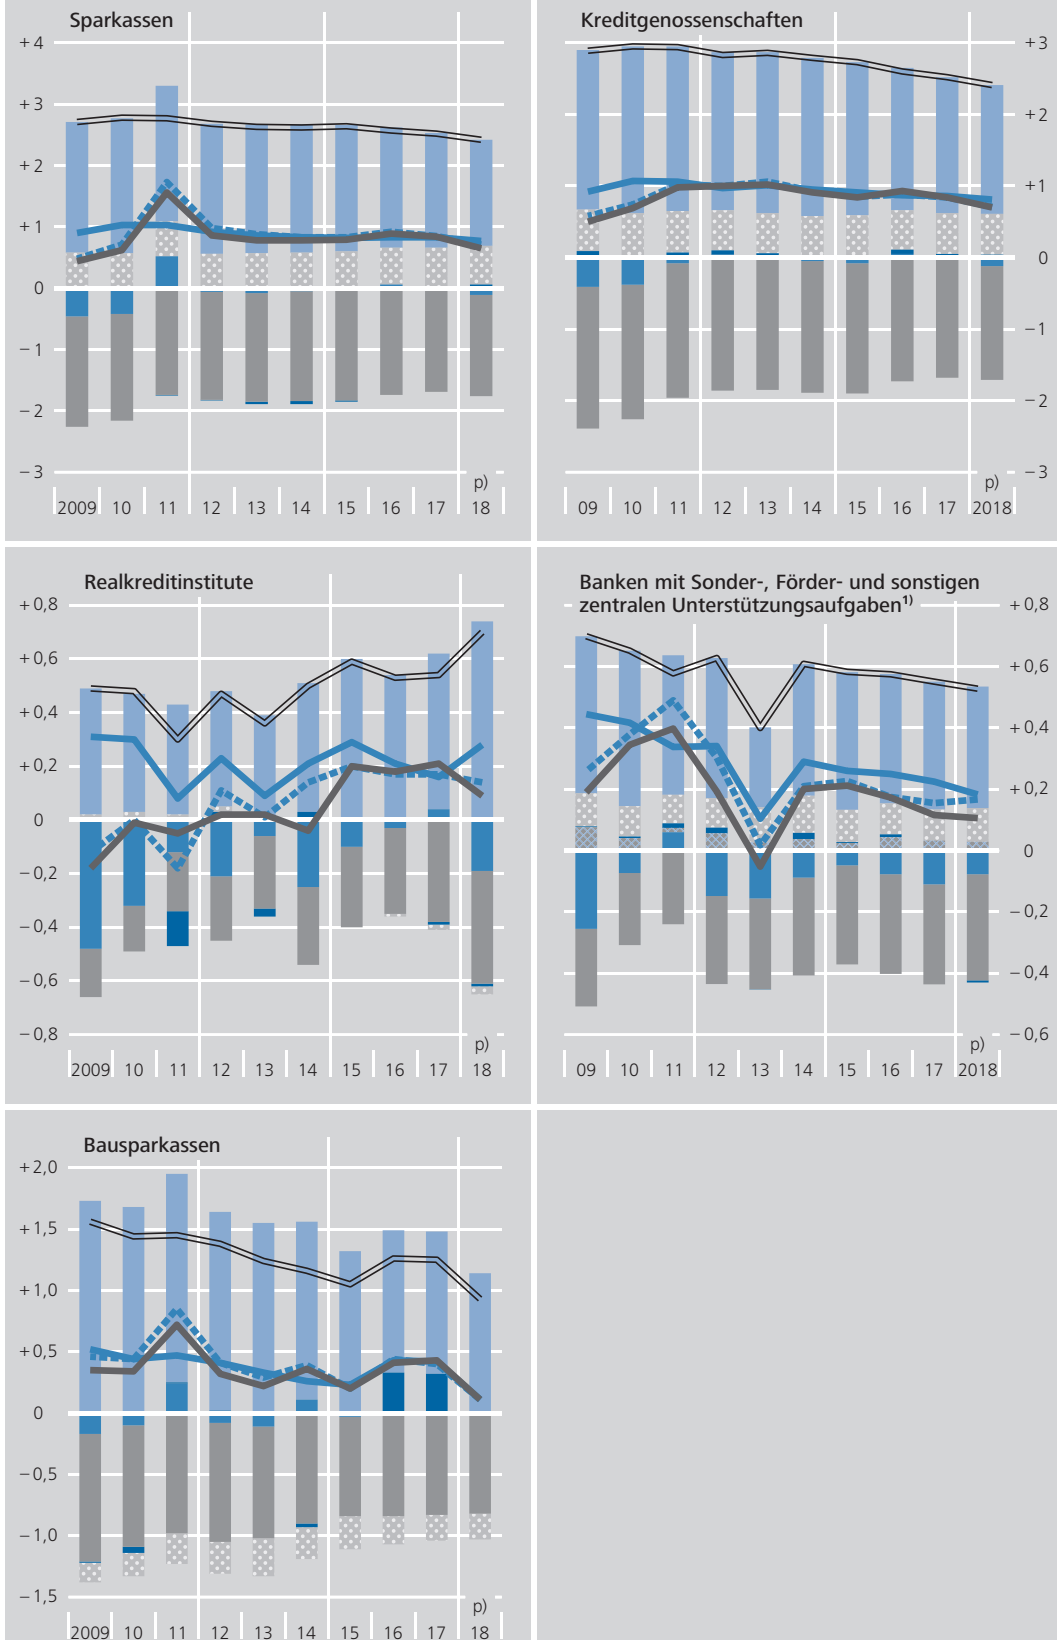 Sparkassen
+ 4
+ 3
+ 2
+ 1
0
– 1
– 2
– 3
p)
2009 10 11 12 13 14 15 16 17 18
Kreditgenossenschaften
+ 3
+ 2
+ 1
0
– 1
– 2
– 3
p)
09 10 11 12 13 14 15 16 17 2018
Realkreditinstitute
+ 0,8
+ 0,6
+ 0,4
+ 0,2
0
– 0,2
– 0,4
– 0,6
– 0,8
p)
2009 10 11 12 13 14 15 16 17 18
Banken mit Sonder-, Förder- und sonstigen
zentralen Unterstützungsaufgaben1)
+ 0,8
+ 0,6
+ 0,4
+ 0,2
0
– 0,2
– 0,4
– 0,6
p)
09 10 11 12 13 14 15 16 17 2018
Bausparkassen
+ 2,0
+ 1,5
+ 1,0
+ 0,5
0
– 0,5
– 1,0
– 1,5
p)
2009 10 11 12 13 14 15 16 17 18